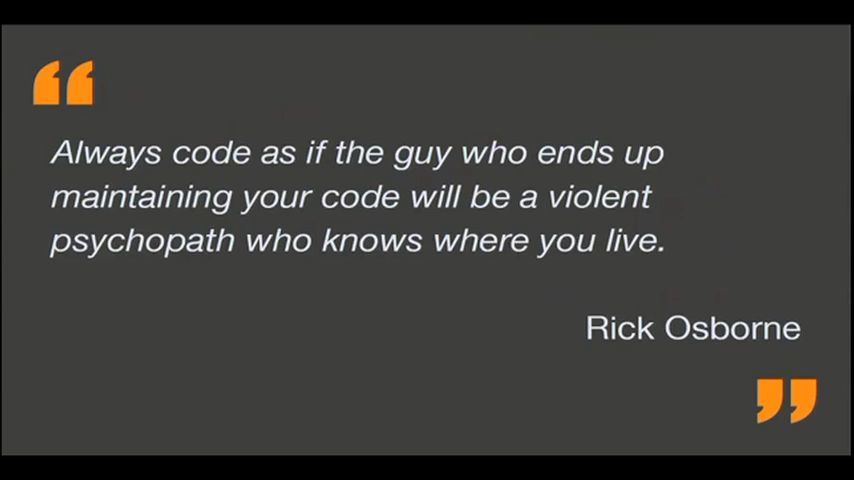 “
Always code as if the guy who ends up
maintaining your code will be a violent
psychopath who knows where you live.
Rick Osborne
”